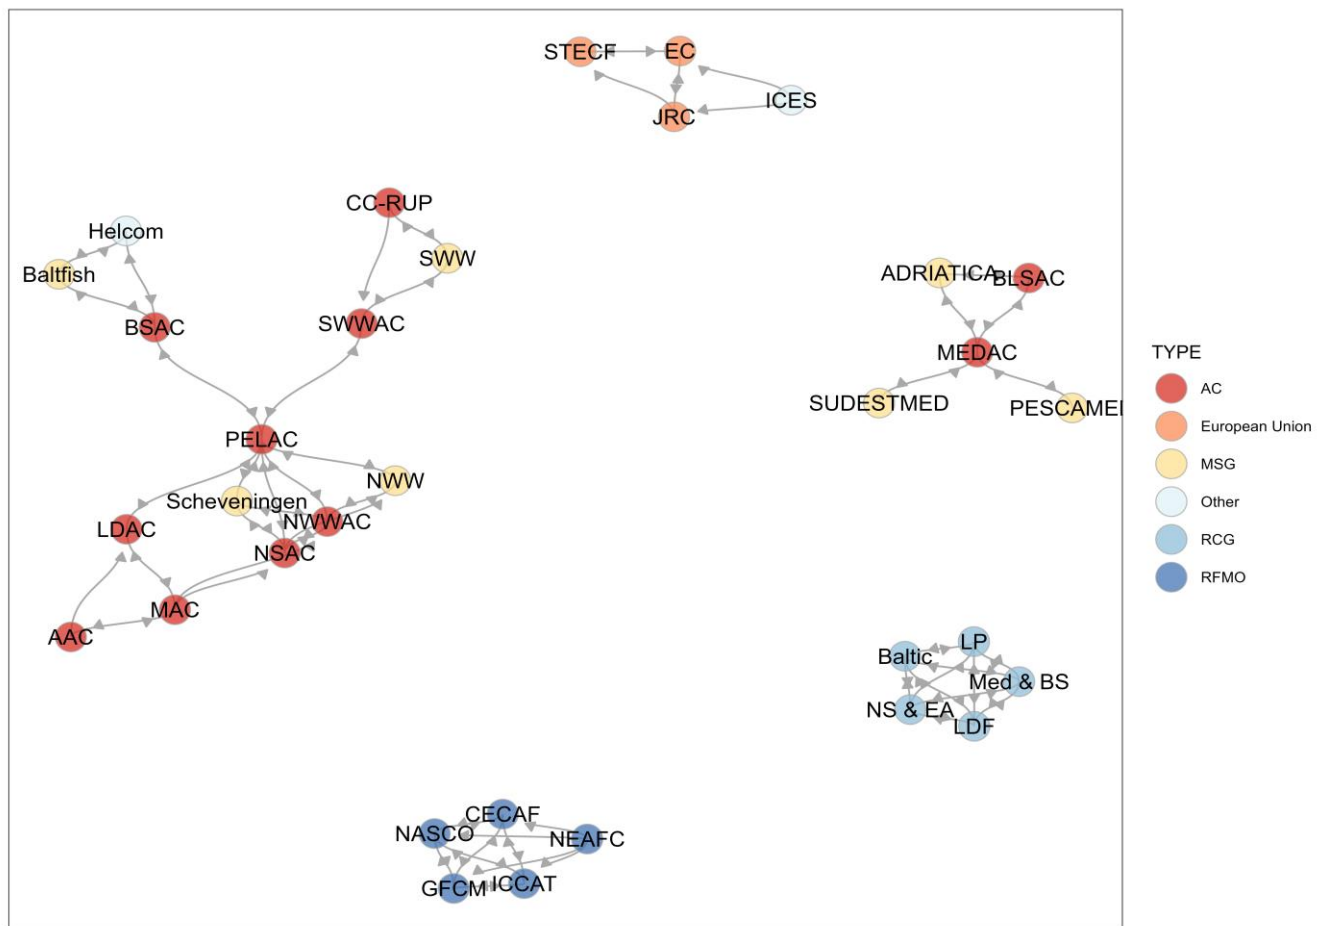 STECF
EC
ICES
JRC
CC-RUP
Helcom
SWW
Baltfish
ADRIATICA
BLSAC
BSAC
SWWAC
MEDAC
SUDESTMED
PESCAMEI
PELAC
NWW
Scheveningen
NWWAC
LDAC
NSAC
MAC
AAC
TYPE
AC
European Union
MSG
Other
RCG
RFMO
LP
Baltic
Med & BS
NS & EA
LDF
CECAF
NASCO
NEAFC
GFCM
ICCAT